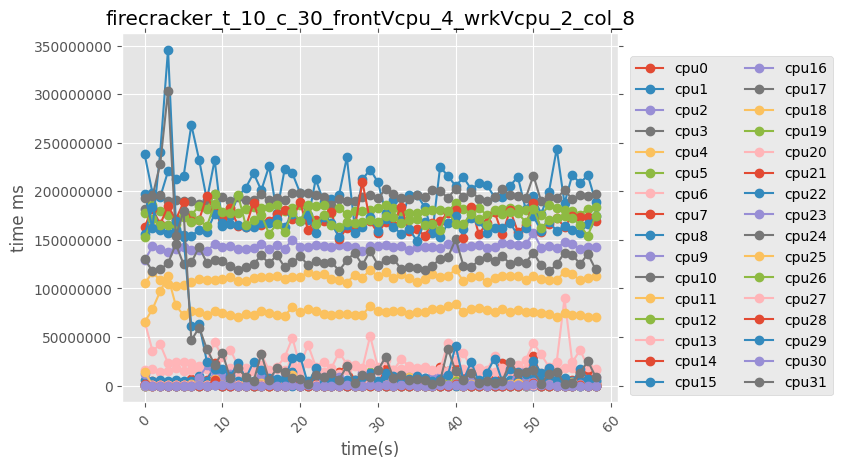 firecracker_t_10_c_30_frontVcpu_4_wrkVcpu_2_col_8
350000000
300000000
250000000
200000000
150000000
100000000
50000000
0
time ms
0
10
20
30
40
50
60
time(s)
cpu0
cpu1
cpu2
cpu3
cpu4
cpu5
cpu6
cpu7
cpu8
cpu9
cpu10
cpu11
cpu12
cpu13
cpu14
cpu15
cpu16
cpu17
cpu18
cpu19
cpu20
cpu21
cpu22
cpu23
cpu24
cpu25
cpu26
cpu27
cpu28
cpu29
cpu30
cpu31